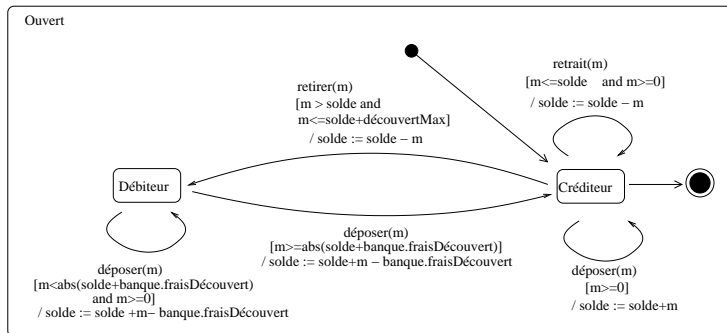 Ouvert
retirer(m)
[m > solde and
m<=solde+découvertMax]
/ solde := solde – m
retrait(m)
[m<=solde and m>=0]
/ solde := solde – m
Débiteur
Créditeur
déposer(m)
[m>=abs(solde+banque.fraisDécouvert)]
/ solde := solde+m – banque.fraisDécouvert
déposer(m)
[m<abs(solde+banque.fraisDécouvert)
and m>=0]
/ solde := solde +m– banque.fraisDécouvert
déposer(m)
[m>=0]
/ solde := solde+m